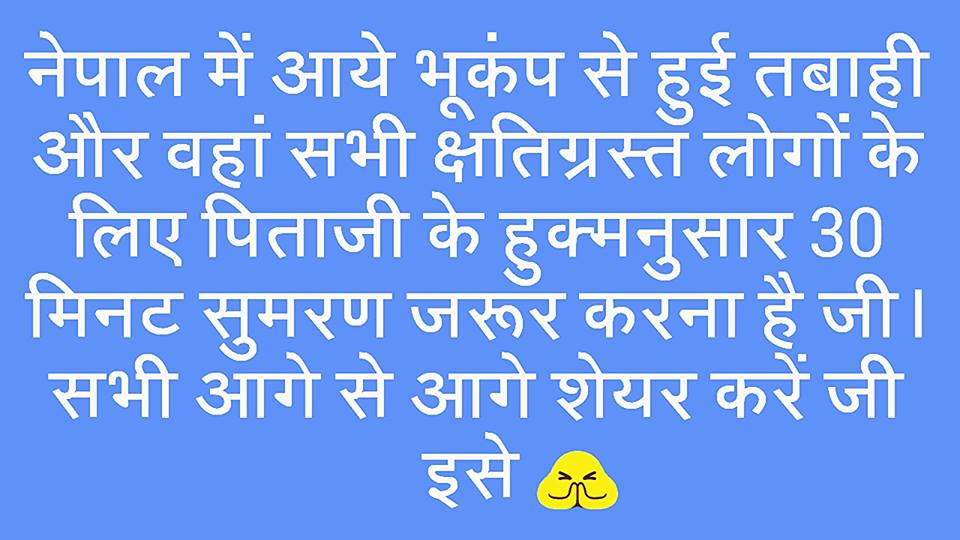 नेपाल में आये भूकंप से हुई तबाही
और वहां सभी क्षतिग्रस्त लोगों के
लिए पिताजी के हुक्मनुसार 30
मिनट सुमरण जरूर करना है जी।
सभी आगे से आगे शेयर करें जी
इसे 🙏